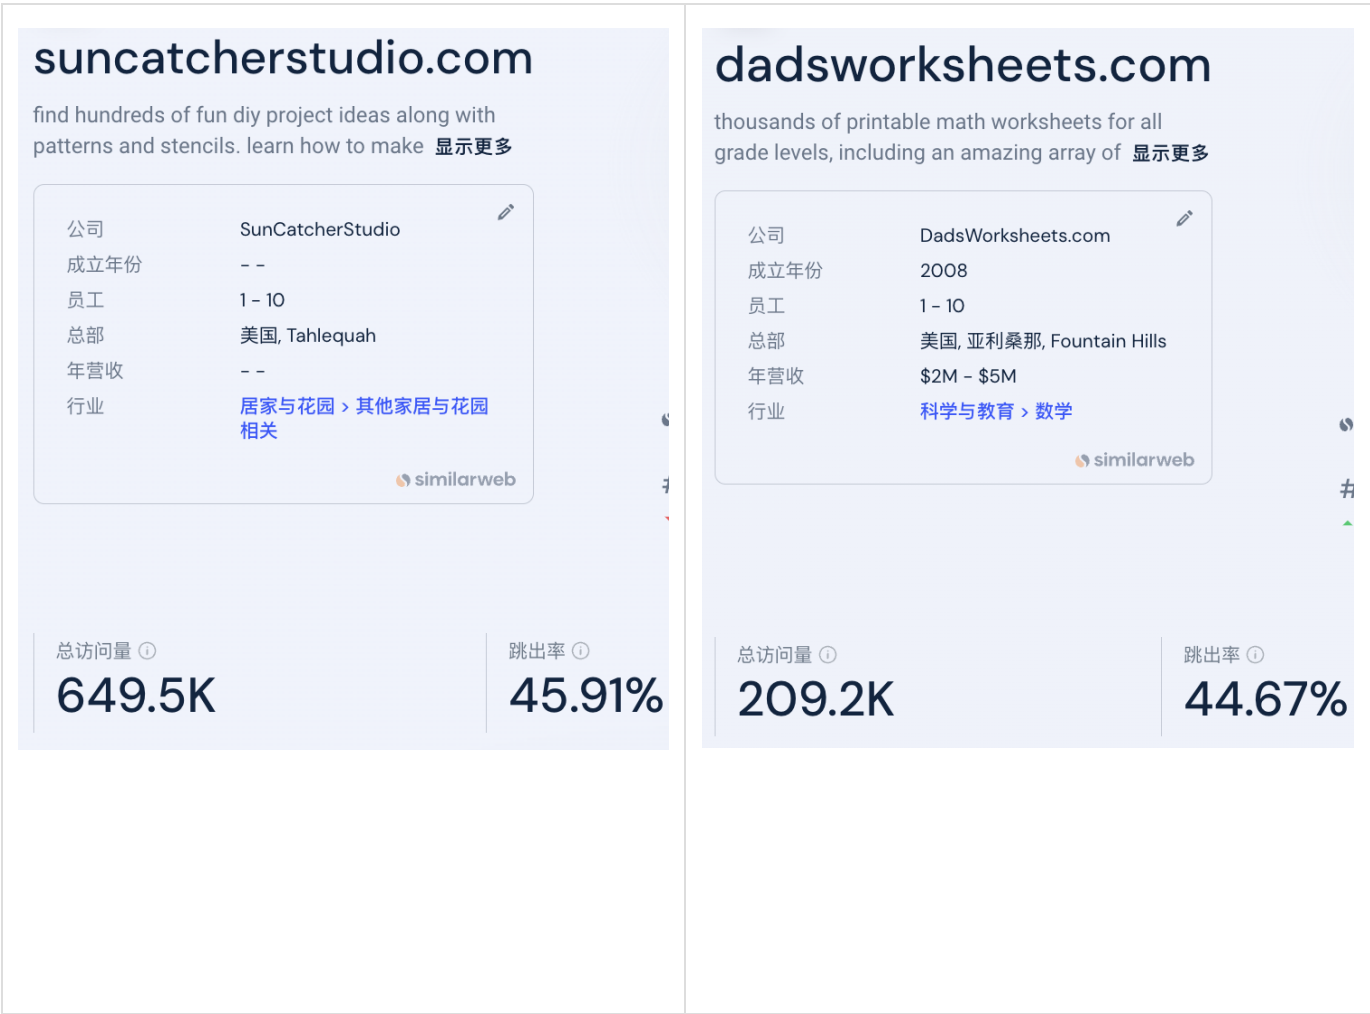 suncatcherstudio.com
find hundreds of fun diy project ideas along with
patterns and stencils. learn how to make 显示更多
公司 SunCatcherStudio
成立年份 - -
员工 1 - 10
总部 美国, Tahlequah
年营收 - -
行业 居家与花园 > 其他家居与花园
相关
similarweb
#
总访问量
649.5K
跳出率
45.91%
dadsworksheets.com
thousands of printable math worksheets for all
grade levels, including an amazing array of 显示更多
公司 DadsWorksheets.com
成立年份 2008
员工 1 - 10
总部 美国, 亚利桑那, Fountain Hills
年营收 $2M - $5M
行业 科学与教育 > 数学
similarweb
#
总访问量
209.2K
跳出率
44.67%